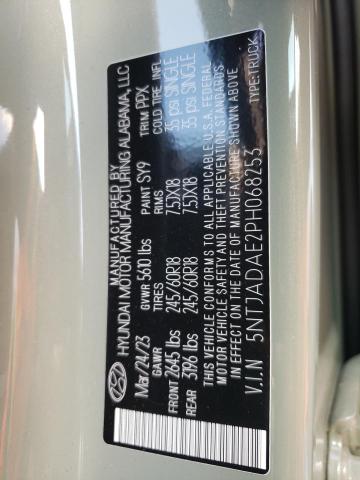 MANUFACTURED BY
HYUNDAI MOTOR MANUFACTURING ALABAMA, LLC
Mar/24/23 GVWR 5610 lbs PAINT SY9 TRIM PPX
TIRES RIMS COLD TIRE INFL
FRONT 2645 lbs 245/60R18 7.5JX18 35 psi SINGLE
REAR 3196 lbs 245/60R18 7.5JX18 35 psi SINGLE
THIS VEHICLE CONFORMS TO ALL APPLICABLE U.S.A. FEDERAL
MOTOR VEHICLE SAFETY AND THEFT PREVENTION STANDARDS
IN EFFECT ON THE DATE OF MANUFACTURE SHOWN ABOVE.
V.I.N 5NTJADAE2PH068253 TYPE:TRUCK